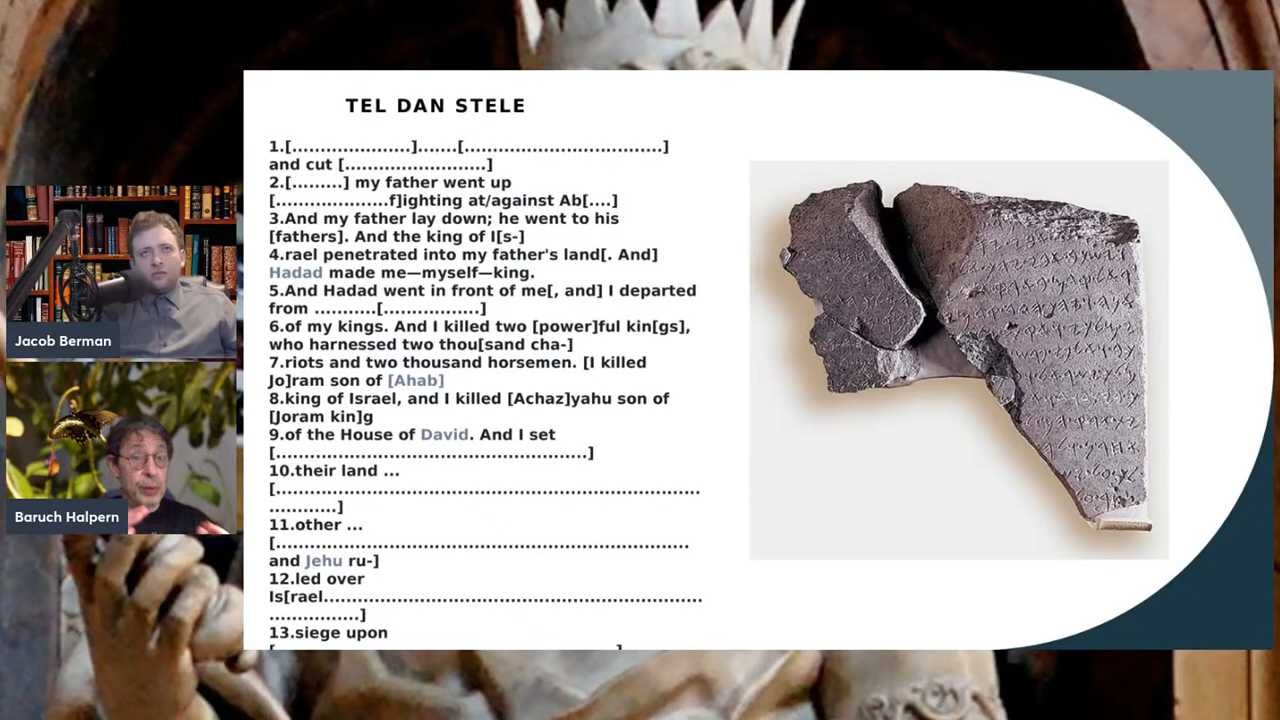 TEL DAN STELE
1.[.....................].......[...................................]
and cut [.........................]
2.[.........] my father went up
[....................f]ighting at/against Ab[....]
3.And my father lay down; he went to his
[fathers]. And the king of I[s-]
4.rael penetrated into my father's land[. And]
Hadad made me—myself—king.
5.And Hadad went in front of me[, and] I departed
from ...........[.................]
6.of my kings. And I killed two [power]ful kin[gs],
who harnessed two thou[sand cha-]
7.riots and two thousand horsemen. [I killed
Jo]ram son of [Ahab]
8.king of Israel, and I killed [Achaz]yahu son of
[Joram kin]g
9.of the House of David. And I set
[.......................................................]
10.their land ...
[...........................................................................
............]
11.other ...
[.........................................................................
and Jehu ru-]
12.led over
Is[rael...................................................................
................]
13.siege upon
[............................................................]
Jacob Berman
Baruch Halpern